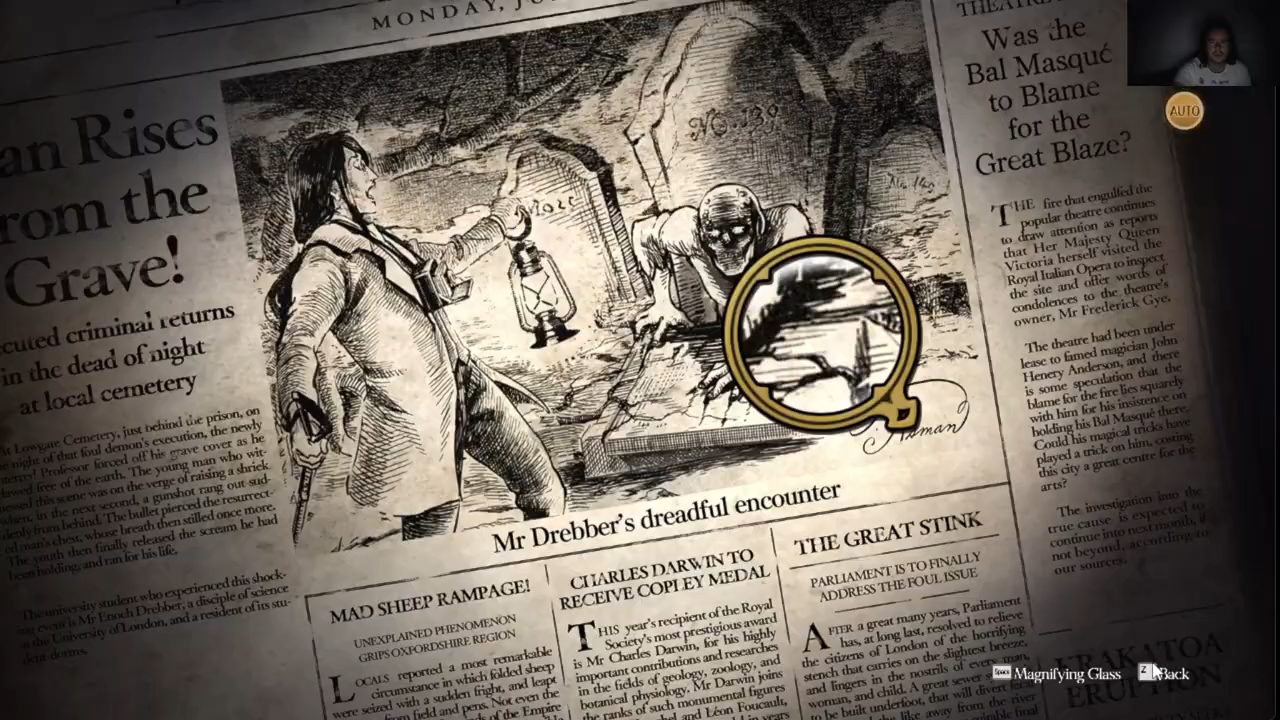 MONDAY,
an Rises
rom the
Grave!
cuted criminal returns
in the dead of night
at local cemetery
Lowgate Cemetery, just behind the prison, on
night of that foul demon's execution, the newly
Professor forced off his grave cover as he
free of the earth. The young man who wit-
this scene was on the verge of raising a shriek
when, in the next second, a gunshot rang out sud-
denly from behind. The bullet pierced the resurrect-
ed man's chest, whose breath then stilled once more.
The youth then finally released the scream he had
been holding, and ran for his life.
The university student who experienced this shock-
ing event is Mr Enoch Drebber, a disciple of science
at the University of London, and a resident of its stu-
dent dorms.
Mr Drebber's dreadful encounter
MAD SHEEP RAMPAGE!
UNEXPLAINED PHENOMENON
GRIPS OXFORDSHIRE REGION
LOCALS reported a most remarkable
circumstance in which folded sheep
were seized with a sudden fright, and leapt
from field and pens. Not even the
of the Empire
CHARLES DARWIN TO
RECEIVE COPLEY MEDAL
THIS year's recipient of the Royal
Society's most prestigious award
is Mr Charles Darwin, for his highly
important contributions and researches
in the fields of geology, zoology, and
botanical physiology. Mr Darwin joins
the ranks of such monumental figures
and Léon Foucault,
THE GREAT STINK
PARLIAMENT IS TO FINALLY
ADDRESS THE FOUL ISSUE
AFTER a great many years, Parliament
has, at long last, resolved to relieve
the citizens of London of the horrifying
stench that carries on the slightest breeze,
and lingers in the nostrils of every man,
woman, and child. A great sewer
to be built underfoot, that will divert
like away from the river
Was the
Bal Masqué
to Blame
for the
Great Blaze?
THE fire that engulfed the
popular theatre continues
to draw attention as reports
that Her Majesty Queen
Victoria herself visited the
Royal Italian Opera to inspect
the site and offer words of
condolences to the theatre's
owner, Mr Frederick Gye.
The theatre had been under
lease to famed magician John
Henery Anderson, and there
is some speculation that the
blame for the fire lies squarely
with him for his insistence on
holding his Bal Masqué there.
Could his magical tricks have
played a trick on him, costing
this city a great centre for the
arts?
The investigation into the
true cause is expected to
continue into next month, if
not beyond, according to
our sources.
KRAKATOA
ERUPTION
AUTO
Space Magnifying Glass
Z Back